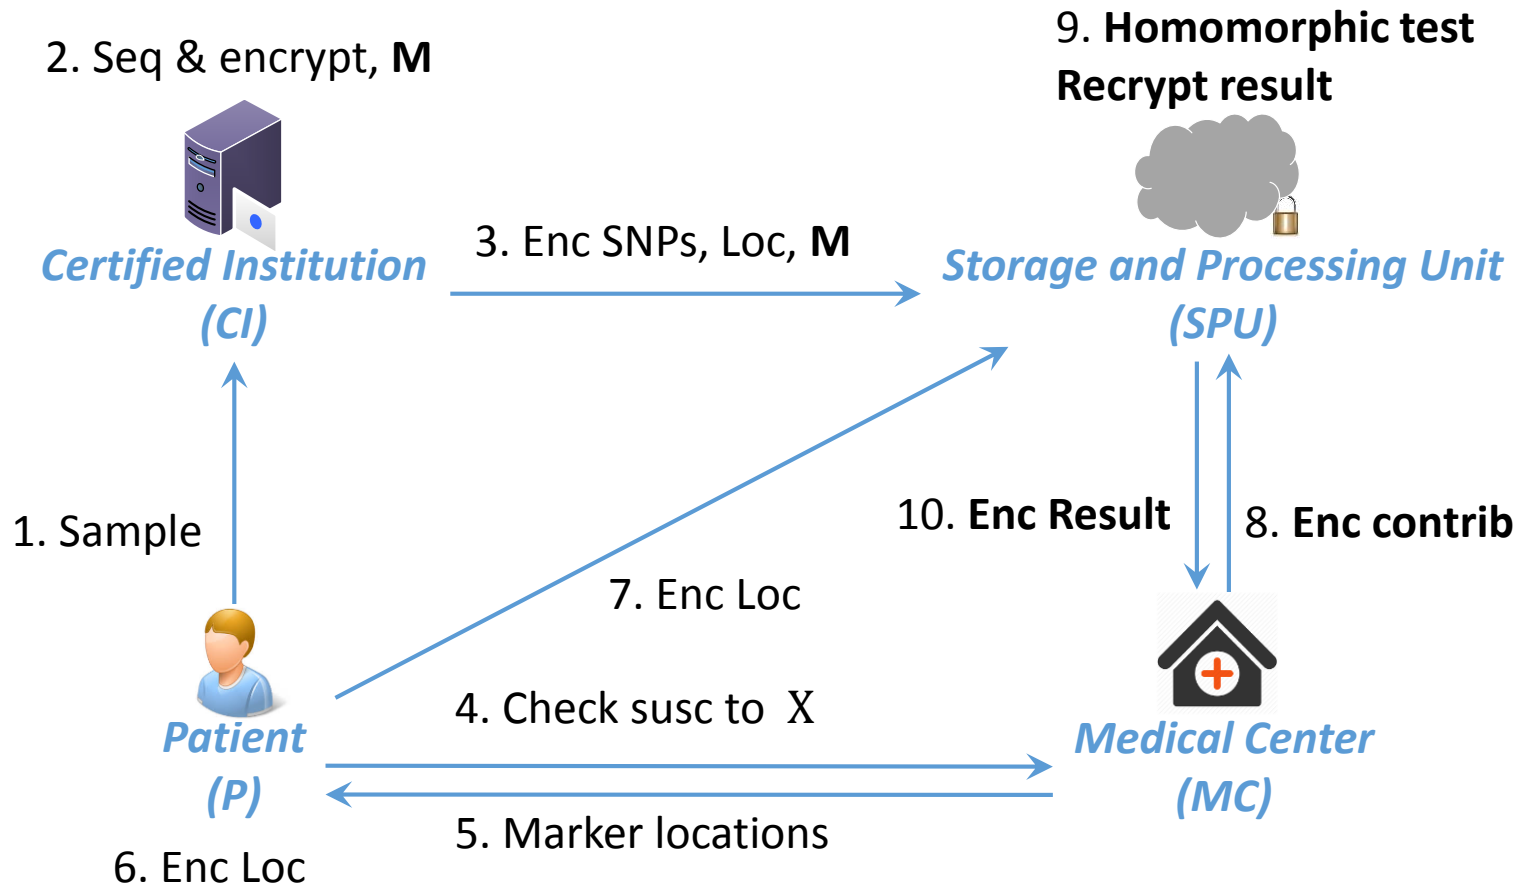 2. Seq & encrypt, M
9. Homomorphic test
Recrypt result
Certified Institution
(CI)
3. Enc SNPs, Loc, M
Storage and Processing Unit
(SPU)
1. Sample
10. Enc Result
8. Enc contrib
7. Enc Loc
4. Check susc to X
Patient
(P)
Medical Center
(MC)
5. Marker locations
6. Enc Loc